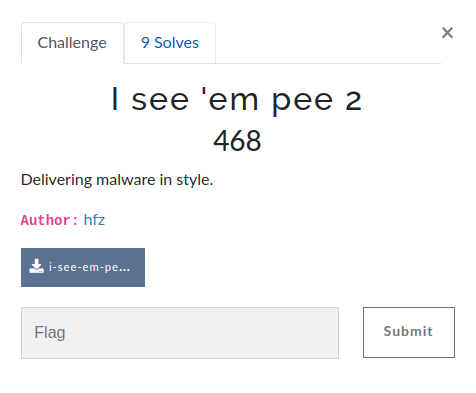 Challenge
9 Solves
×
I see 'em pee 2
468
Delivering malware in style.
Author: hfz
i-see-em-pe...
Flag
Submit